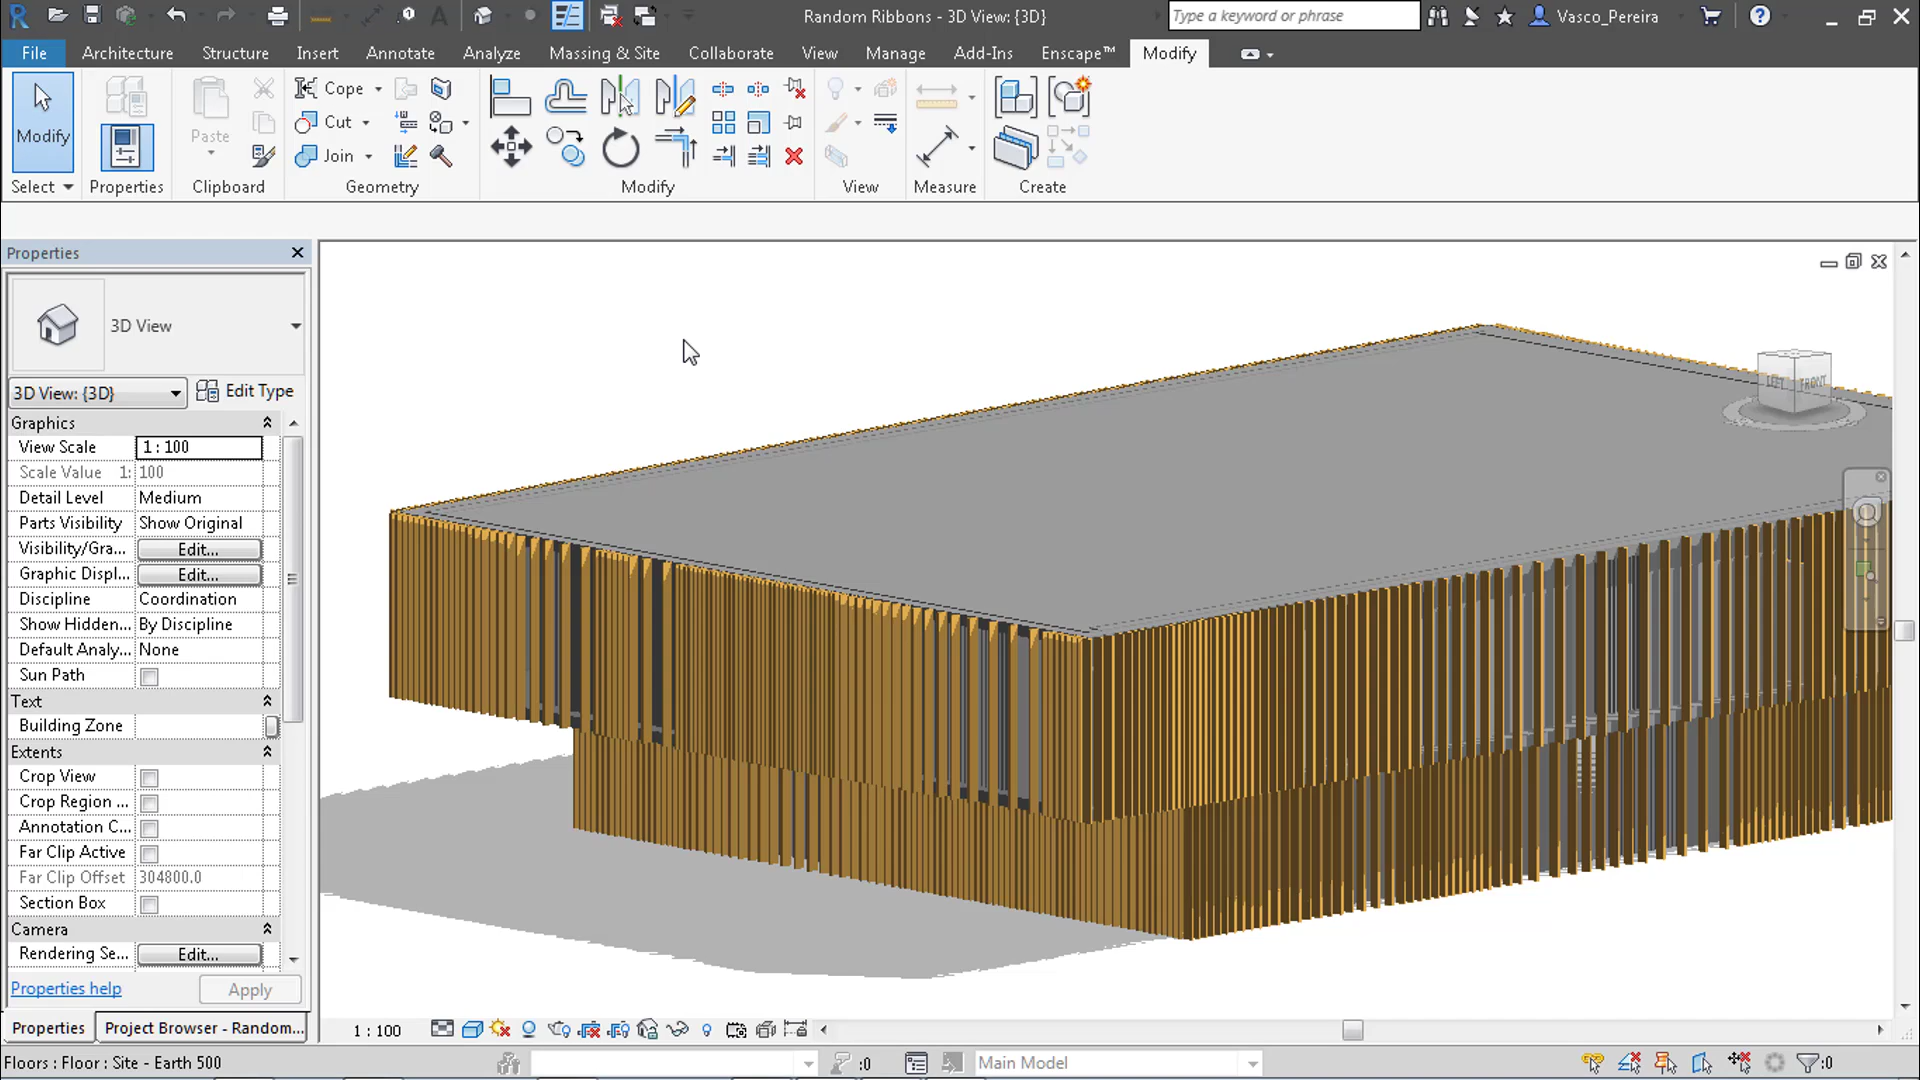 Random Ribbons - 3D View: {3D}
Type a keyword or phrase
Vasco_Pereira
File Architecture Structure Insert Annotate Analyze Massing & Site Collaborate View Manage Add-Ins Enscape™ Modify
Modify
Paste
Cope
Cut
Join
Select Properties Clipboard Geometry Modify View Measure Create
Properties
3D View
3D View: {3D} Edit Type
Graphics
View Scale 1 : 100
Scale Value 1: 100
Detail Level Medium
Parts Visibility Show Original
Visibility/Gra... Edit...
Graphic Displ... Edit...
Discipline Coordination
Show Hidden... By Discipline
Default Analy... None
Sun Path
Text
Building Zone
Extents
Crop View
Crop Region ...
Annotation C...
Far Clip Active
Far Clip Offset 304800.0
Section Box
Camera
Rendering Se... Edit...
Properties help Apply
Properties Project Browser - Random...
LEFT FRONT
1 : 100
Floors : Floor : Site - Earth 500
:0
Main Model
:0